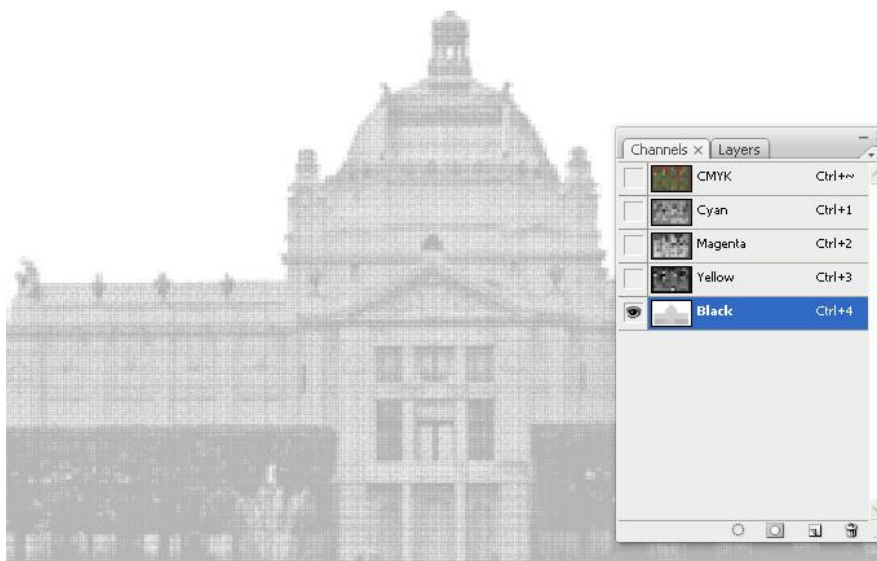 Channels × Layers
CMYK Ctrl+~
Cyan Ctrl+1
Magenta Ctrl+2
Yellow Ctrl+3
Black Ctrl+4